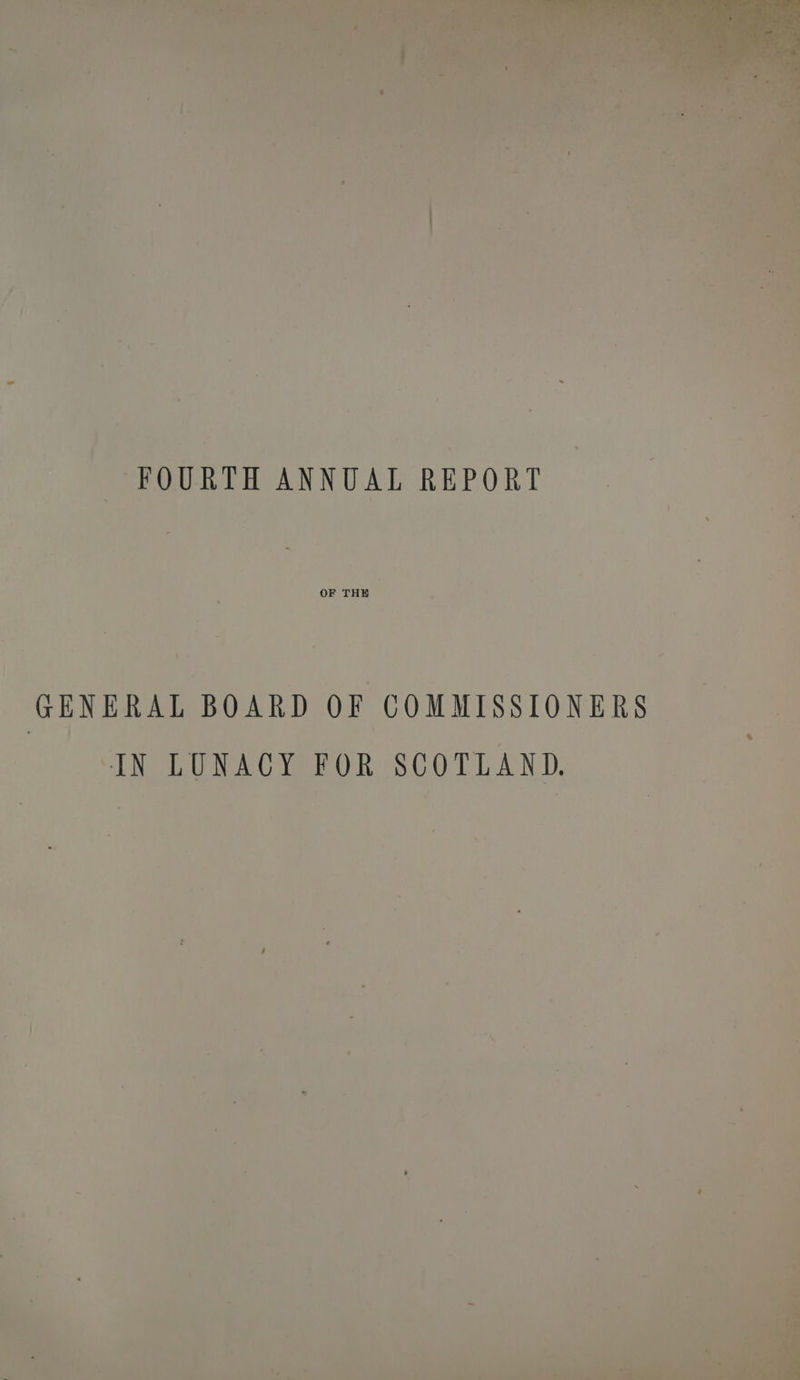 FOURTH ANNUAL REPORT
OF THE
GENERAL BOARD OF COMMISSIONERS
IN LUNACY FOR SCOTLAND.